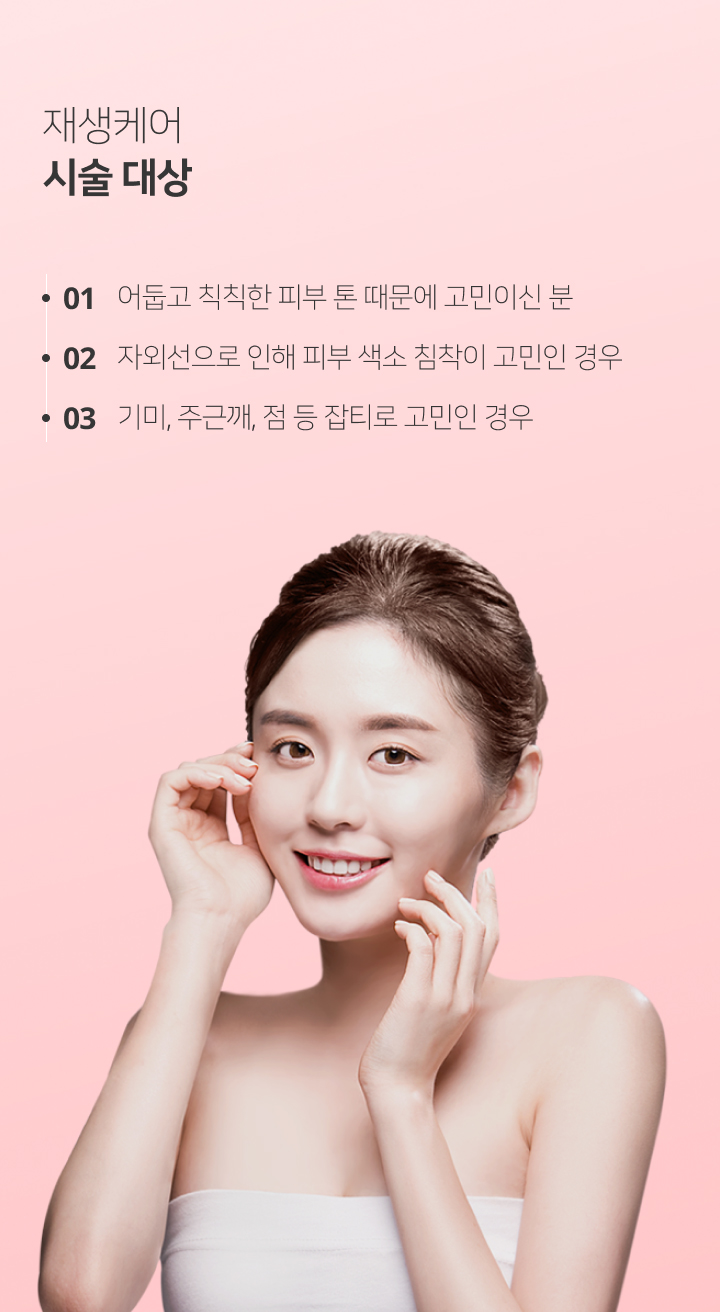 재생케어
시술 대상
01 어둡고 칙칙한 피부 톤 때문에 고민이신 분
02 자외선으로 인해 피부 색소 침착이 고민인 경우
03 기미, 주근깨, 점 등 잡티로 고민인 경우